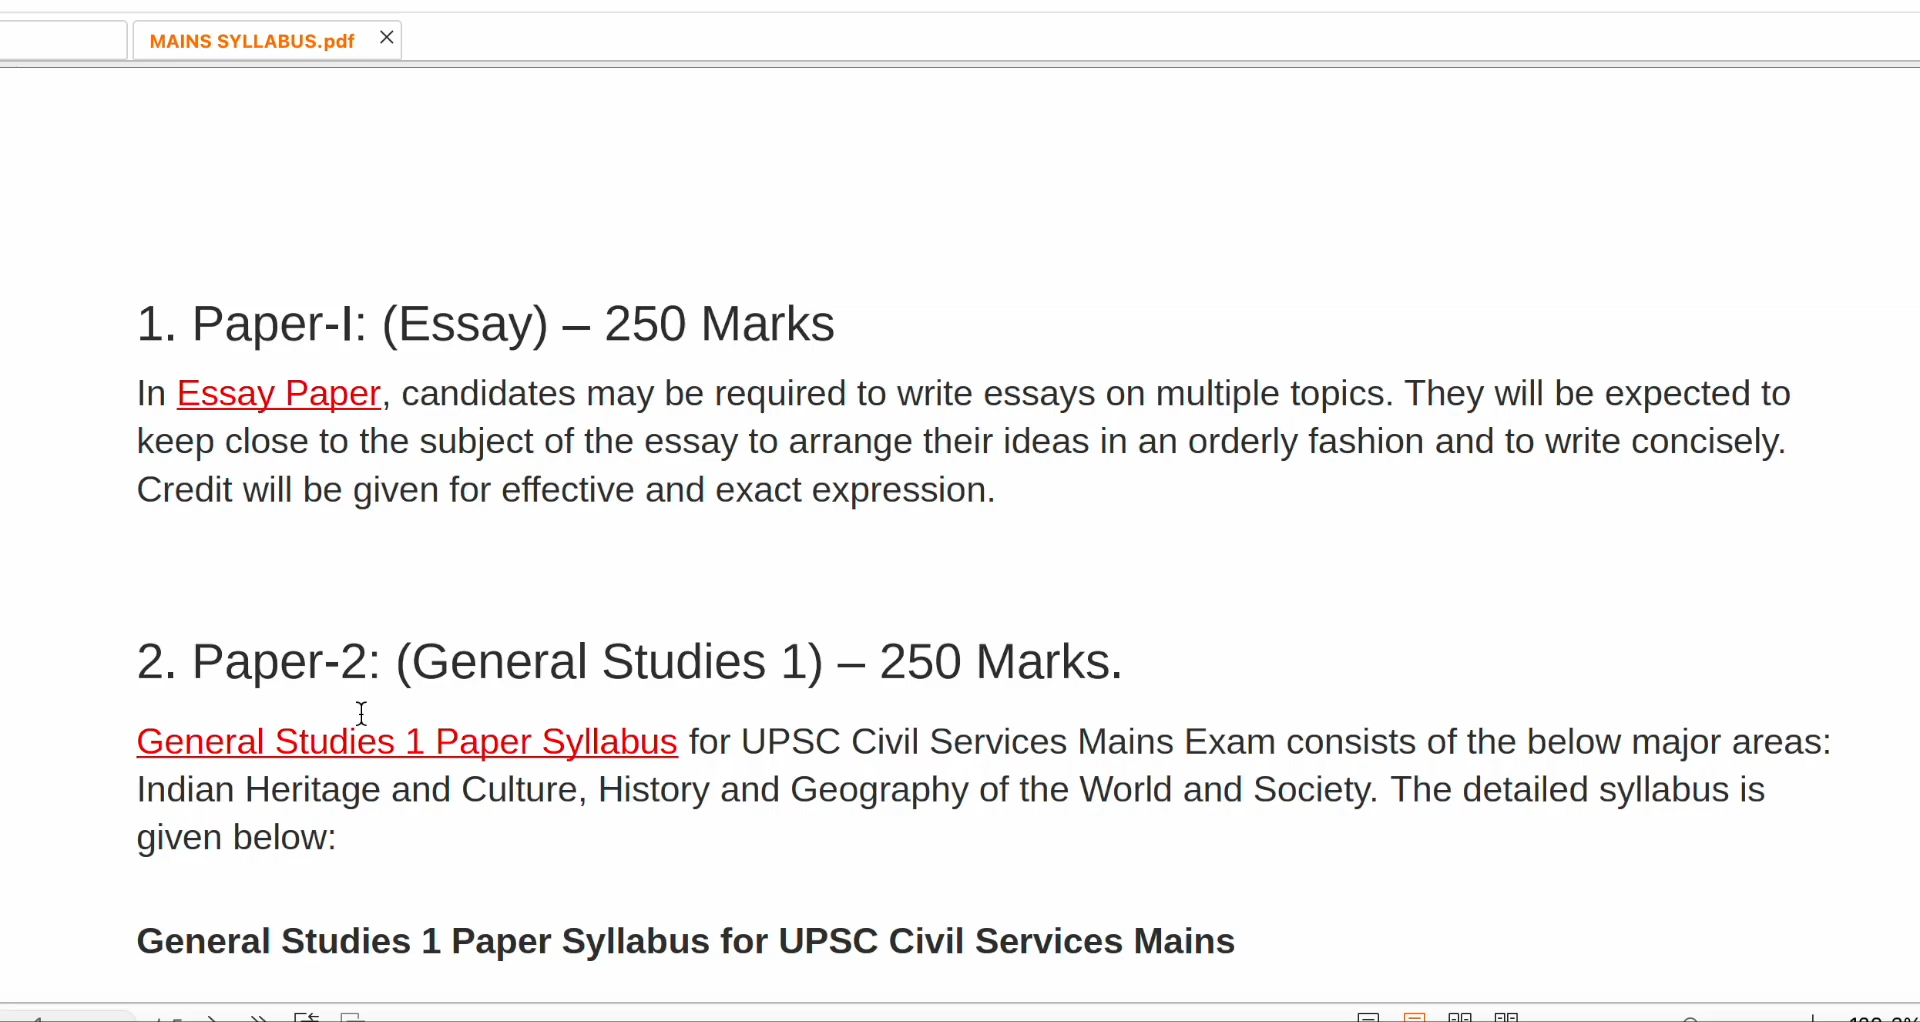 MAINS SYLLABUS.pdf
1. Paper-I: (Essay) – 250 Marks
In Essay Paper, candidates may be required to write essays on multiple topics. They will be expected to
keep close to the subject of the essay to arrange their ideas in an orderly fashion and to write concisely.
Credit will be given for effective and exact expression.
2. Paper-2: (General Studies 1) – 250 Marks.
General Studies 1 Paper Syllabus for UPSC Civil Services Mains Exam consists of the below major areas:
Indian Heritage and Culture, History and Geography of the World and Society. The detailed syllabus is
given below:
General Studies 1 Paper Syllabus for UPSC Civil Services Mains